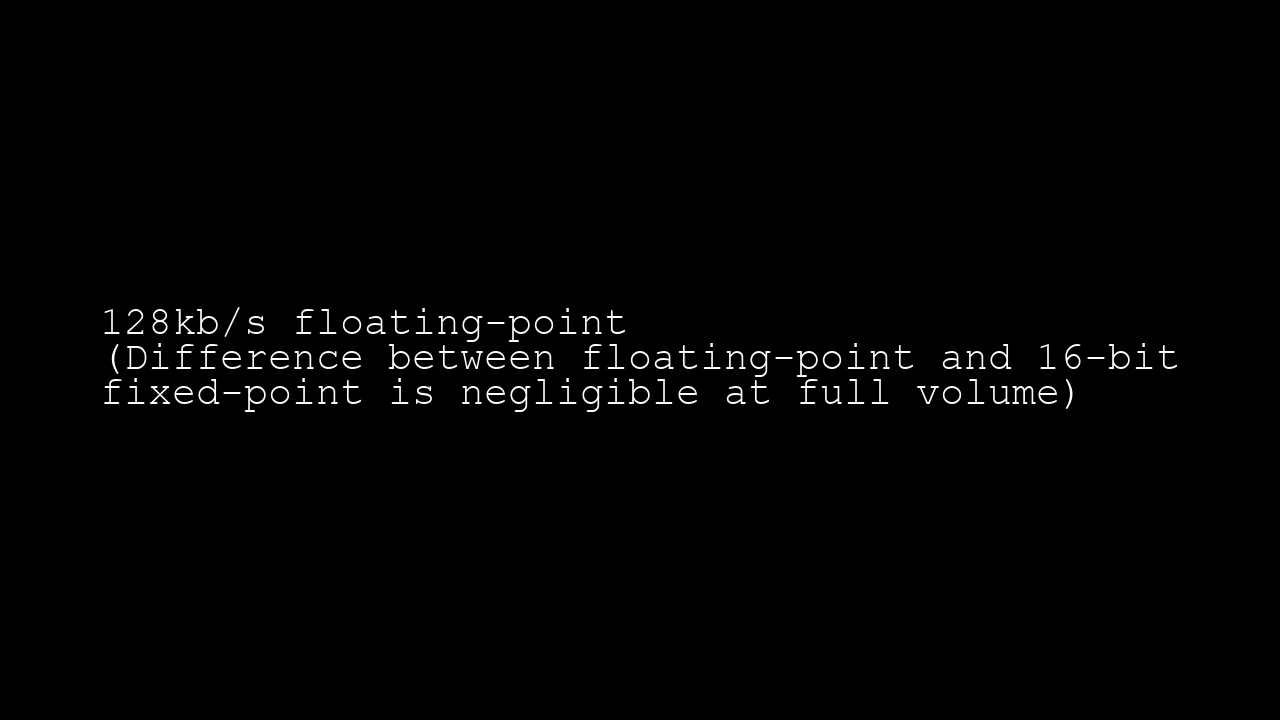 128kb/s floating-point
(Difference between floating-point and 16-bit
fixed-point is negligible at full volume)